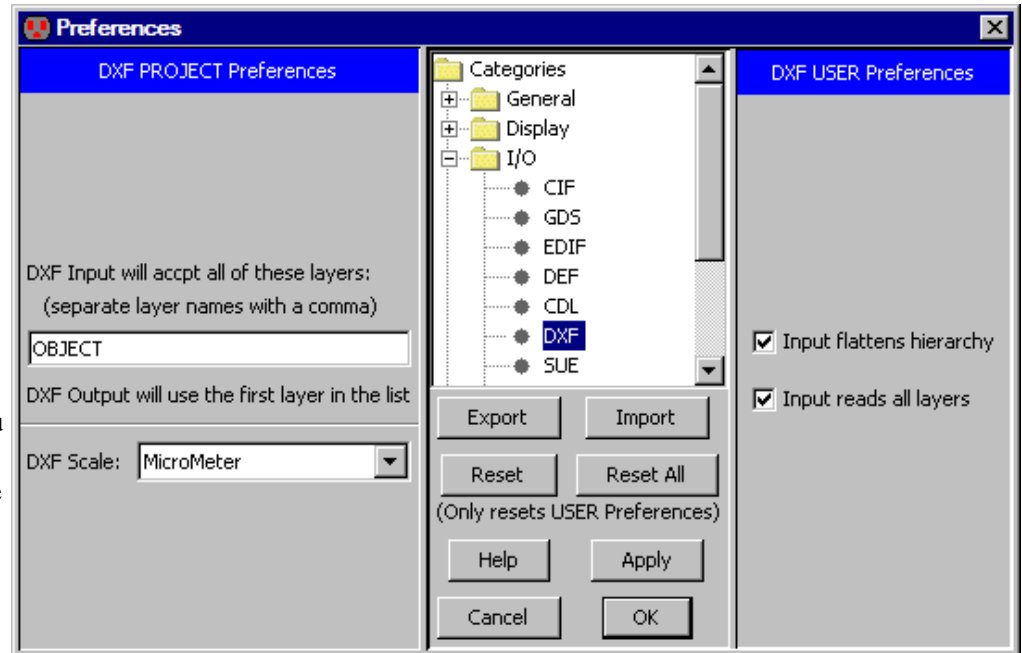 Preferences
DXF PROJECT Preferences
DXF Input will accpt all of these layers:
(separate layer names with a comma)
OBJECT
DXF Output will use the first layer in the list
DXF Scale: MicroMeter
Categories
General
Display
I/O
CIF
GDS
EDIF
DEF
CDL
DXF
SUE
Export Import
Reset Reset All
(Only resets USER Preferences)
Help Apply
Cancel OK
DXF USER Preferences
Input flattens hierarchy
Input reads all layers